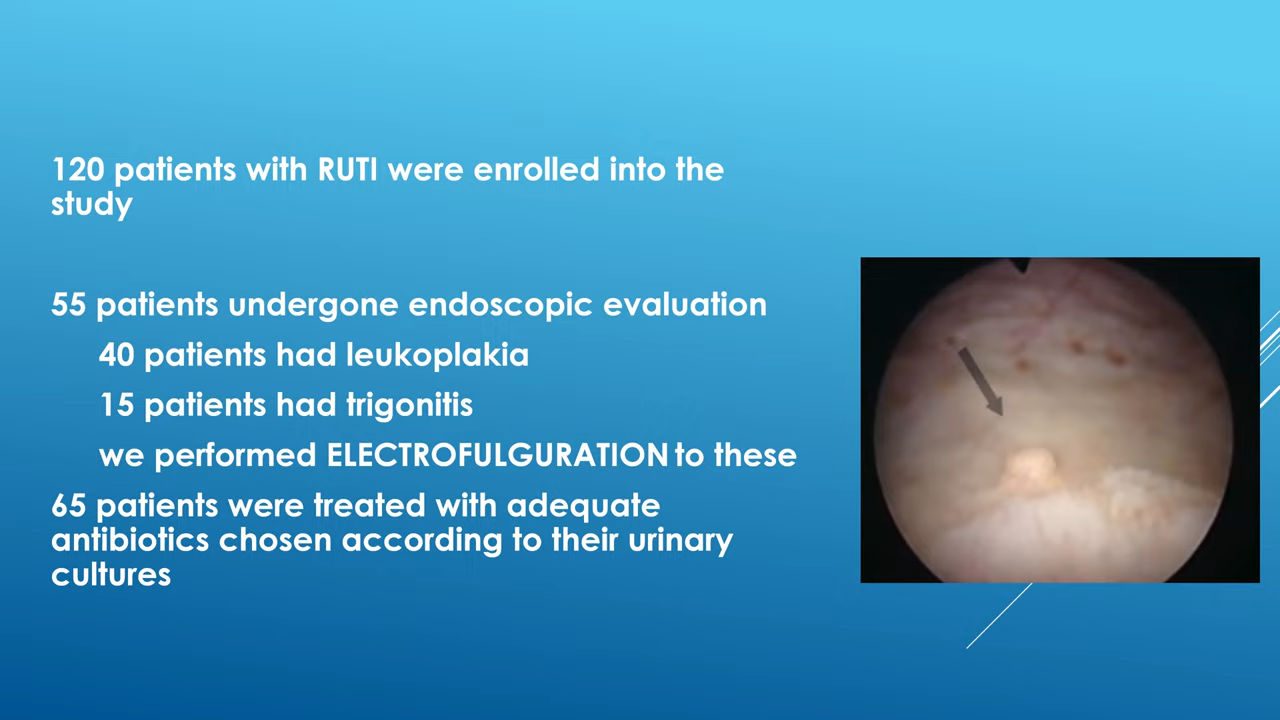 120 patients with RUTI were enrolled into the
study
55 patients undergone endoscopic evaluation
40 patients had leukoplakia
15 patients had trigonitis
we performed ELECTROFULGURATION to these
65 patients were treated with adequate
antibiotics chosen according to their urinary
cultures